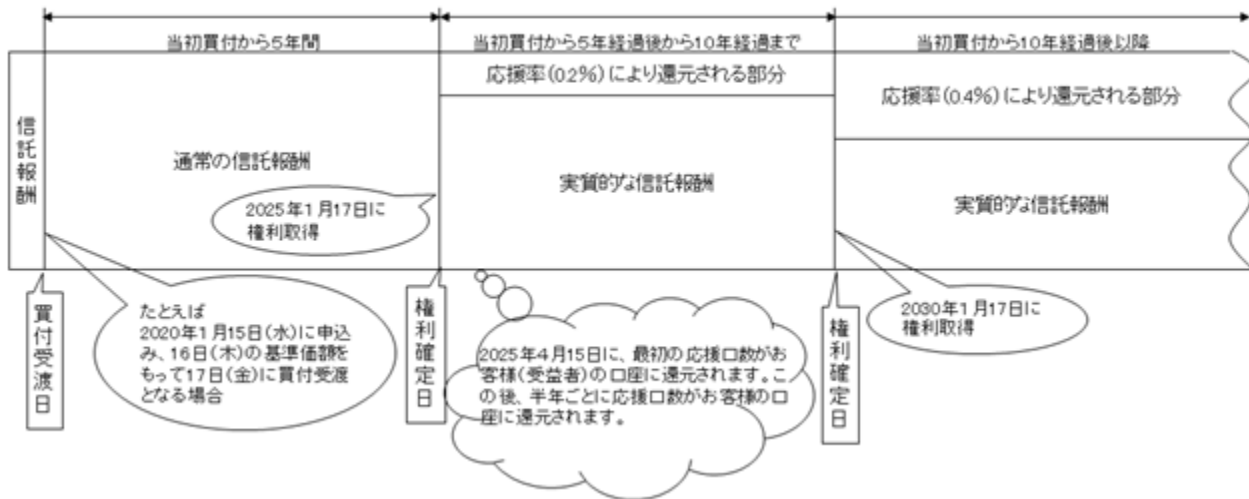 当初買付から5年間
当初買付から5年経過後から10年経過まで
当初買付から10年経過後以降
信託報酬
通常の信託報酬
応援率(0.2%)により還元される部分
実質的な信託報酬
応援率(0.4%)により還元される部分
実質的な信託報酬
2025年1月17日に
権利取得
買付受渡日
たとえば
2020年1月15日(水)に申込
み、16日(木)の基準価額を
もって17日(金)に買付受渡
となる場合
権利確定日
2025年4月15日に、最初の応援口数がお
客様(受益者)の口座に還元されます。こ
の後、半年ごとに応援口数がお客様の口
座に還元されます。
権利確定日
2030年1月17日に
権利取得